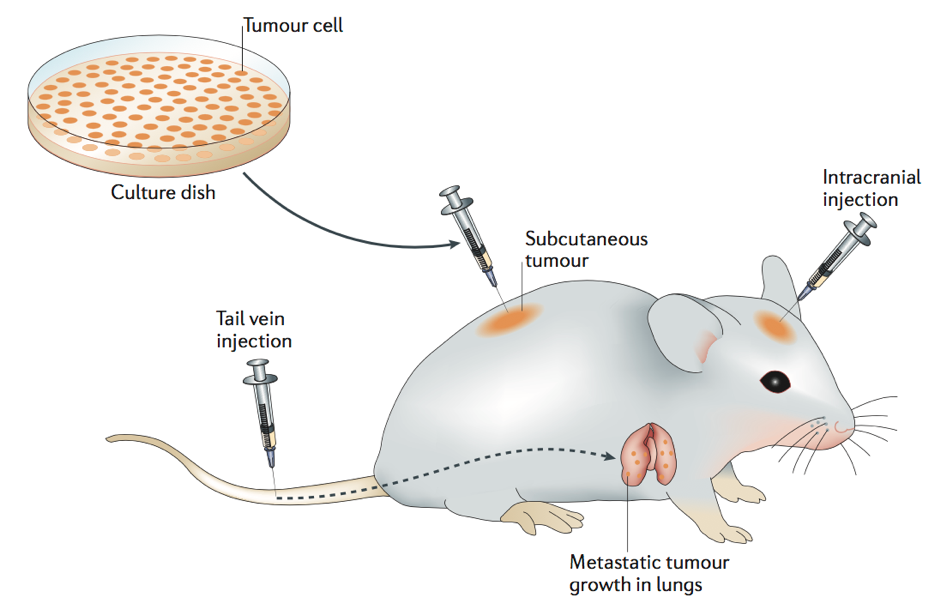 Tumour cell
Culture dish
Intracranial
injection
Subcutaneous
tumour
Tail vein
injection
Metastatic tumour
growth in lungs